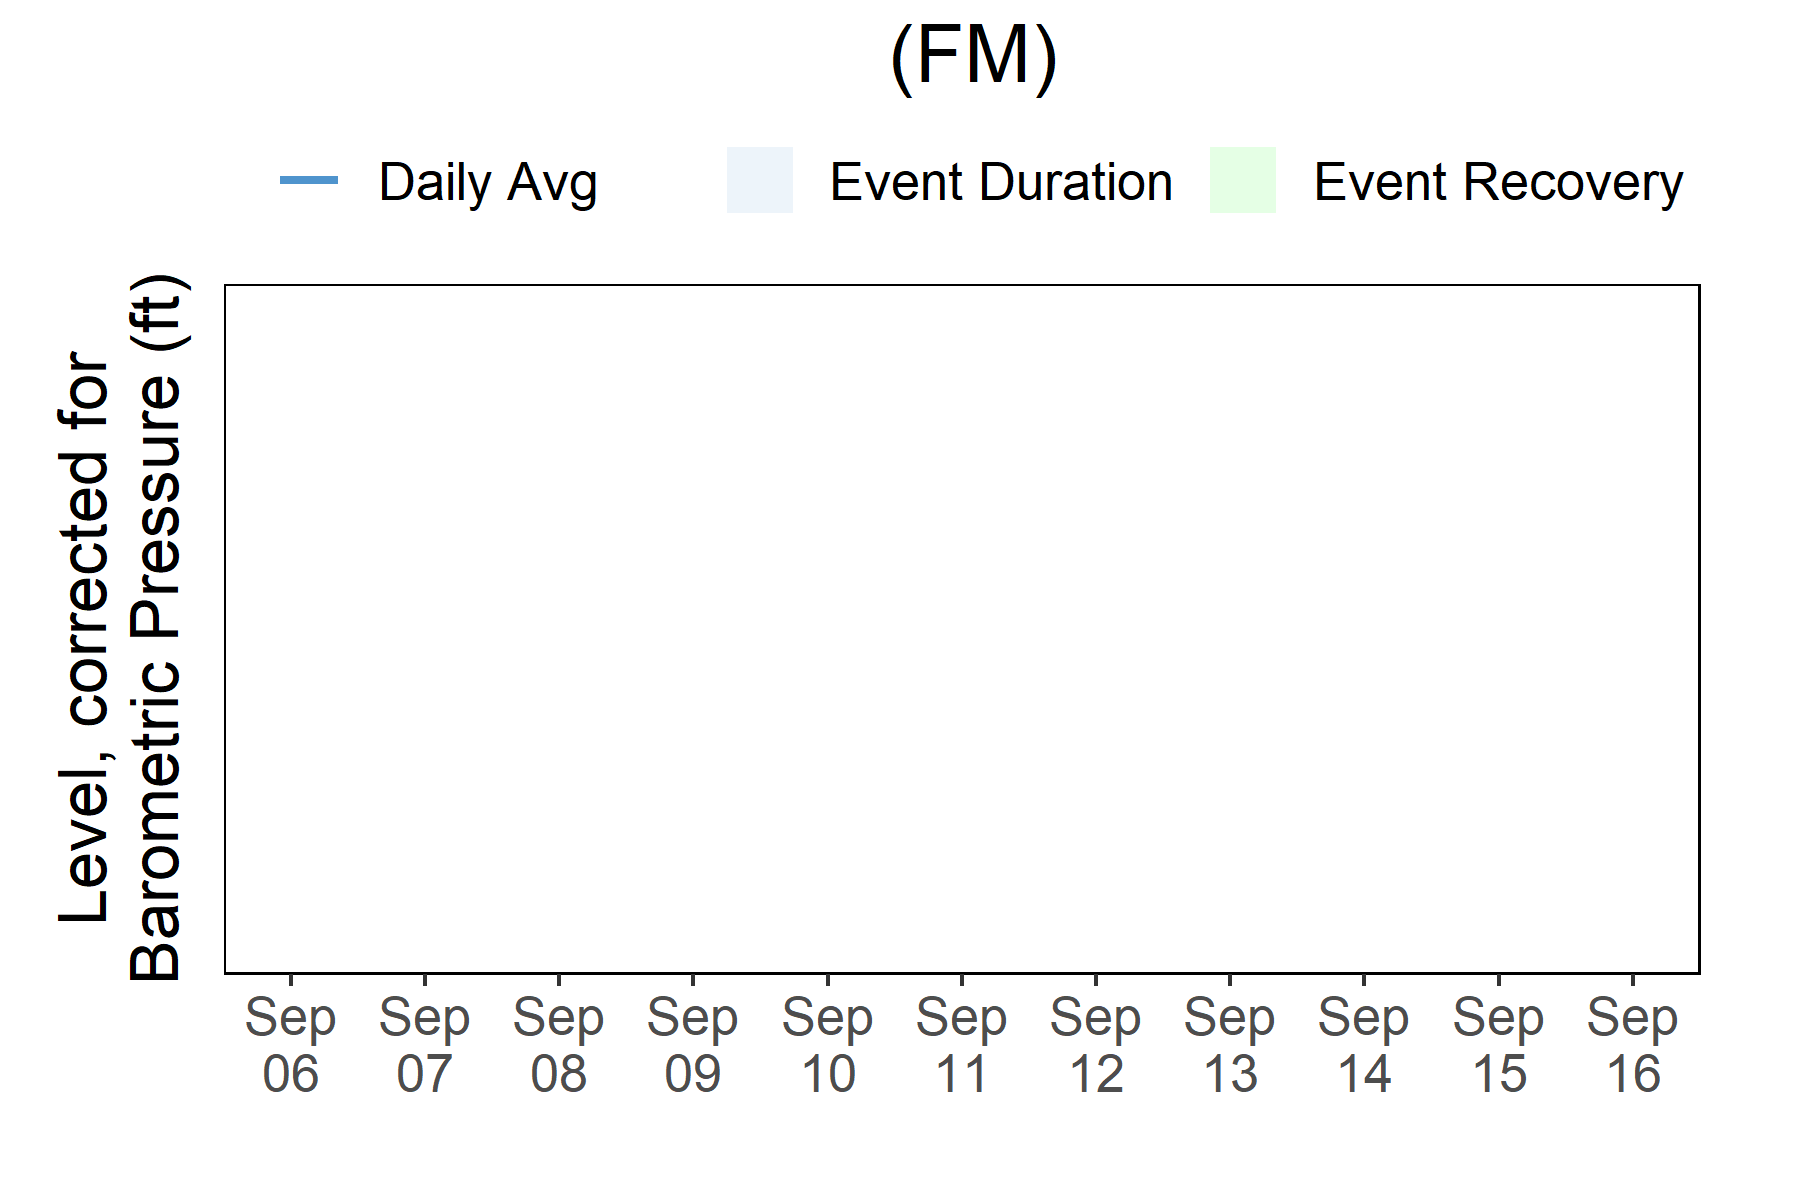 (FM)
Daily Avg
Event Duration
Event Recovery
Level, corrected for
Barometric Pressure (ft)
Sep 06
Sep 07
Sep 08
Sep 09
Sep 10
Sep 11
Sep 12
Sep 13
Sep 14
Sep 15
Sep 16